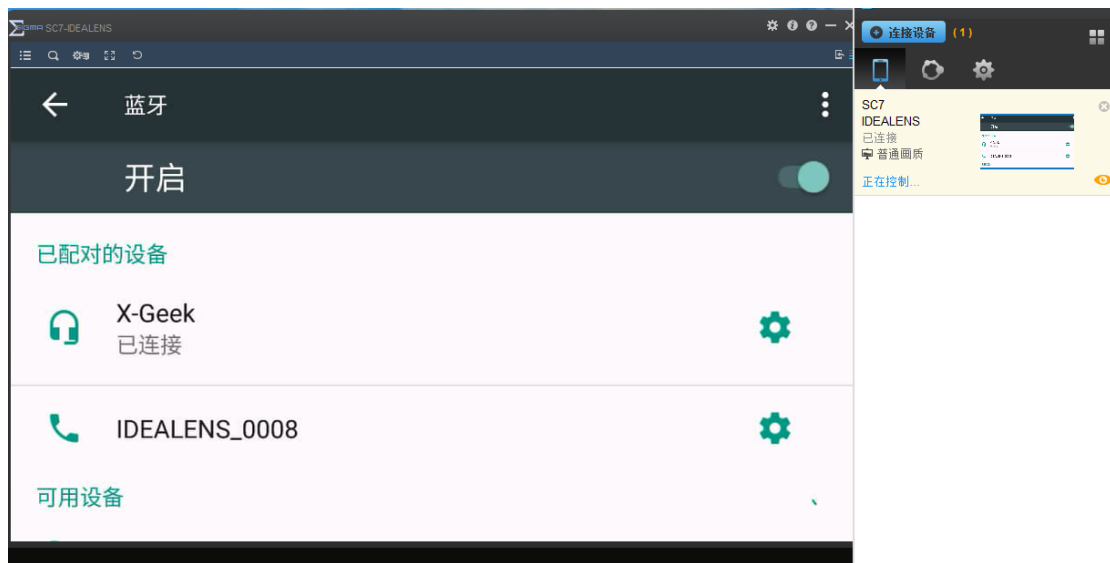 SIGMA SC7-IDEALENS
蓝牙
开启
已配对的设备
X-Geek
已连接
IDEALENS_0008
可用设备
连接设备 (1)
SC7
IDEALENS
已连接
普通画质
正在控制...